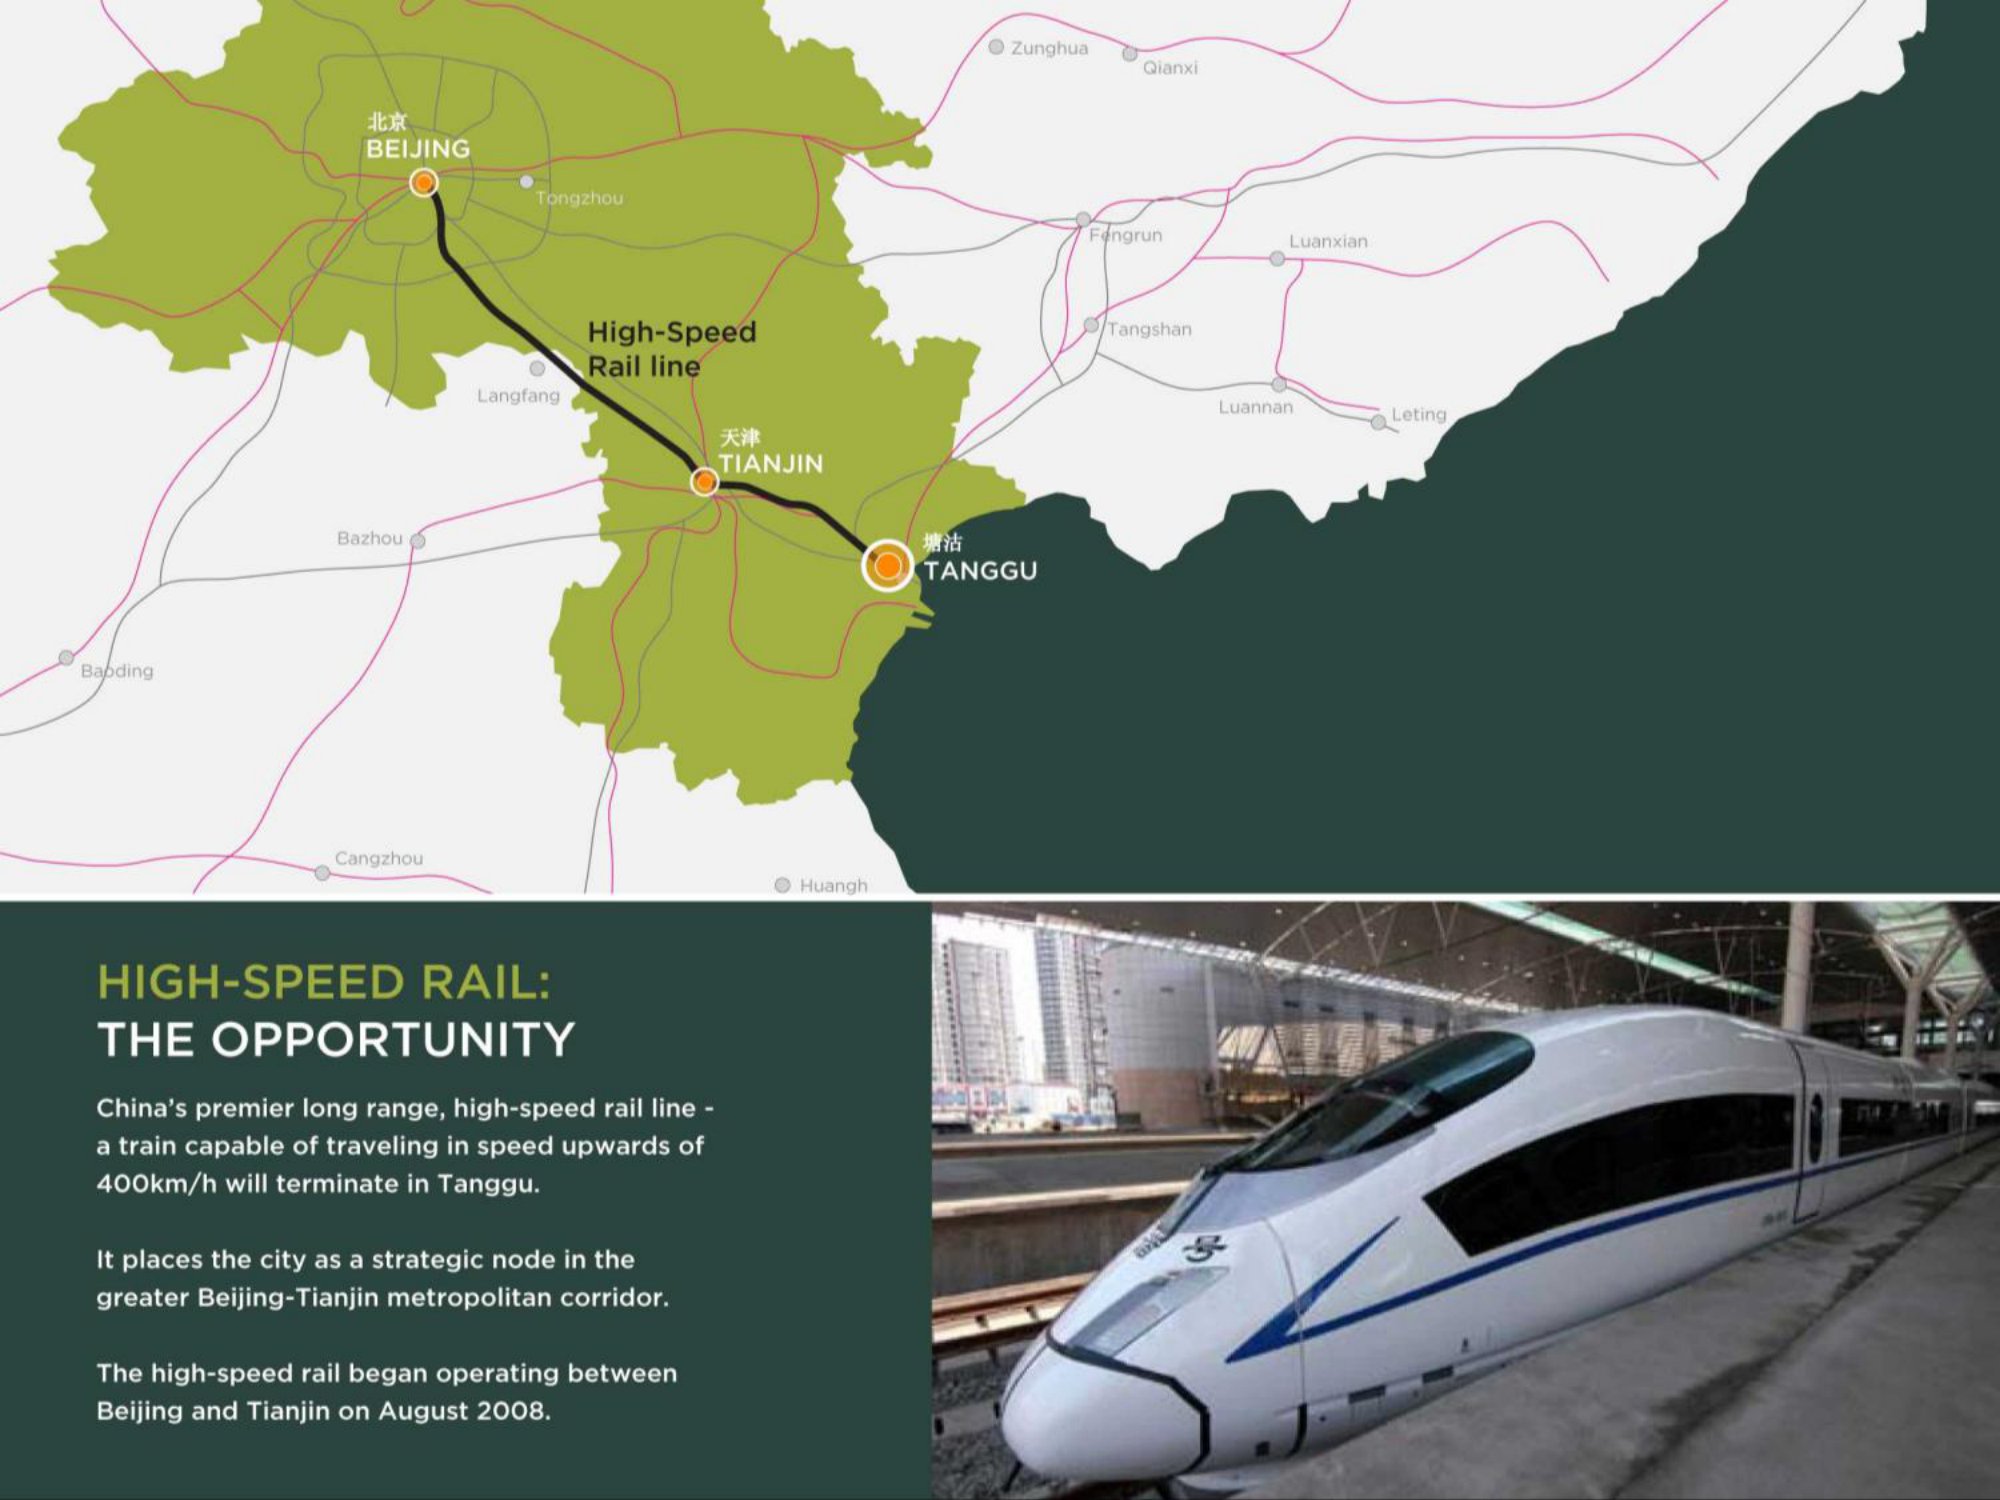 Zunghua
Qianxi
北京
BEIJING
Tongzhou
Fengrun
Luanxian
High-Speed
Rail line
Tangshan
Langfang
Luannan
Leting
天津
TIANJIN
Bazhou
塘沽
TANGGU
Baoding
Cangzhou
Huangh
HIGH-SPEED RAIL:
THE OPPORTUNITY
China's premier long range, high-speed rail line -
a train capable of traveling in speed upwards of
400km/h will terminate in Tanggu.
It places the city as a strategic node in the
greater Beijing-Tianjin metropolitan corridor.
The high-speed rail began operating between
Beijing and Tianjin on August 2008.
号